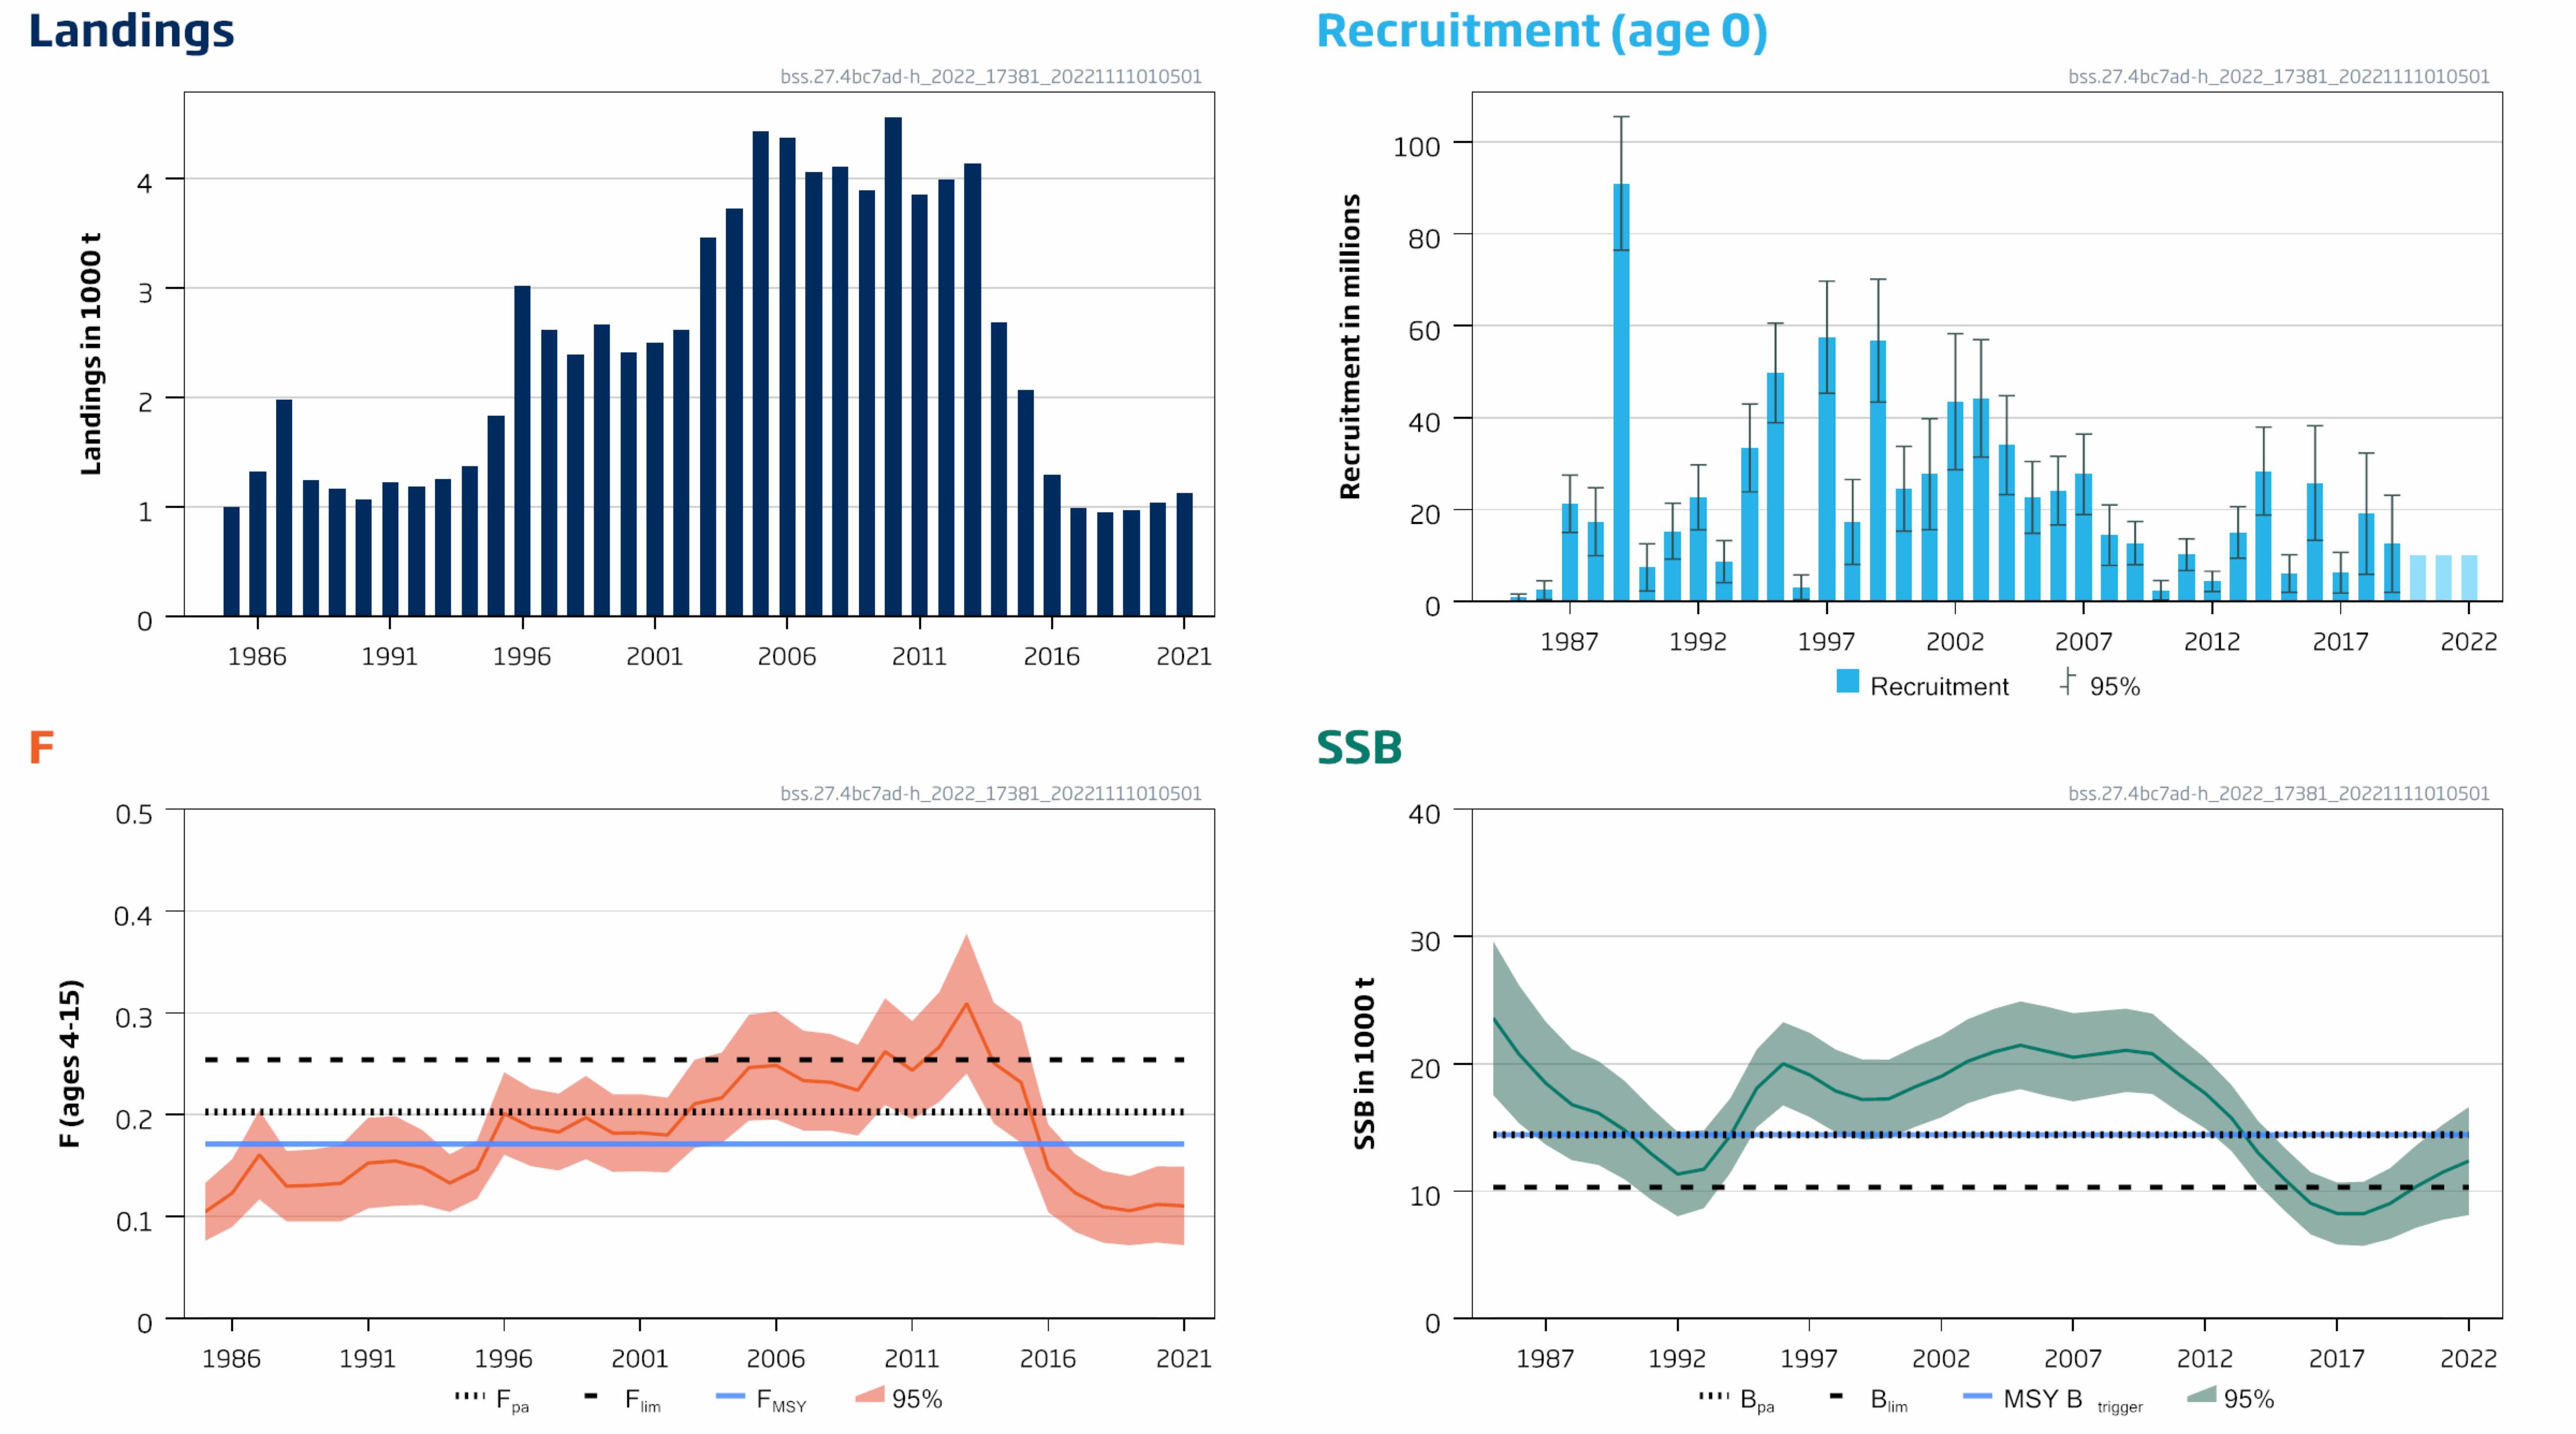 Landings
bss.27.4bc7ad-h_2022_17381_20221111010501
Landings in 1000 t
4
3
2
1
0
1986 1991 1996 2001 2006 2011 2016 2021
Recruitment (age 0)
bss.27.4bc7ad-h_2022_17381_20221111010501
Recruitment in millions
100
80
60
40
20
0
1987 1992 1997 2002 2007 2012 2017 2022
Recruitment 95%
F
bss.27.4bc7ad-h_2022_17381_20221111010501
F (ages 4-15)
0.5
0.4
0.3
0.2
0.1
0
1986 1991 1996 2001 2006 2011 2016 2021
Fpa Flim FMSY 95%
SSB
bss.27.4bc7ad-h_2022_17381_20221111010501
SSB in 1000 t
40
30
20
10
0
1987 1992 1997 2002 2007 2012 2017 2022
Bpa Blim MSY B trigger 95%